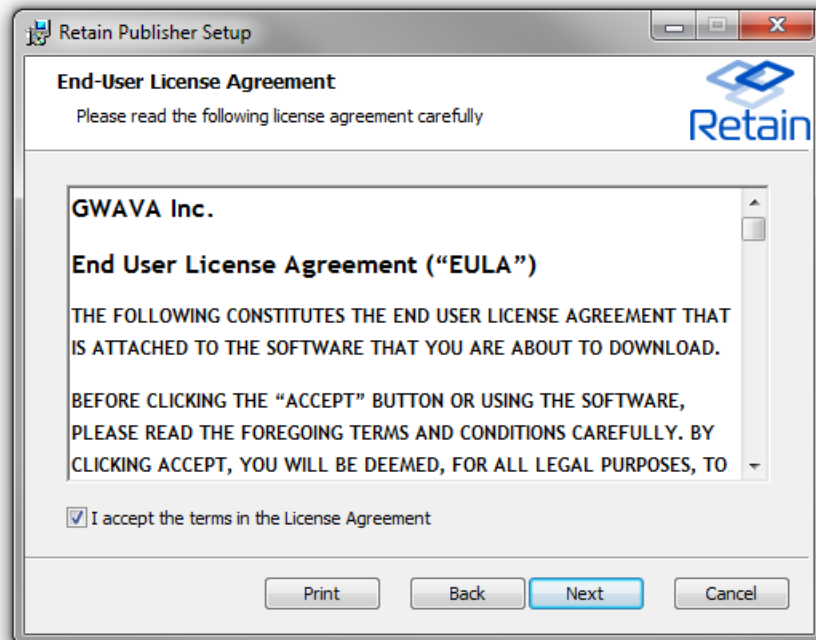 Retain Publisher Setup
End-User License Agreement
Please read the following license agreement carefully
Retain
GWAVA Inc.
End User License Agreement (“EULA”)
THE FOLLOWING CONSTITUTES THE END USER LICENSE AGREEMENT THAT
IS ATTACHED TO THE SOFTWARE THAT YOU ARE ABOUT TO DOWNLOAD.
BEFORE CLICKING THE “ACCEPT” BUTTON OR USING THE SOFTWARE,
PLEASE READ THE FOREGOING TERMS AND CONDITIONS CAREFULLY. BY
CLICKING ACCEPT, YOU WILL BE DEEMED, FOR ALL LEGAL PURPOSES, TO
I accept the terms in the License Agreement
Print Back Next Cancel